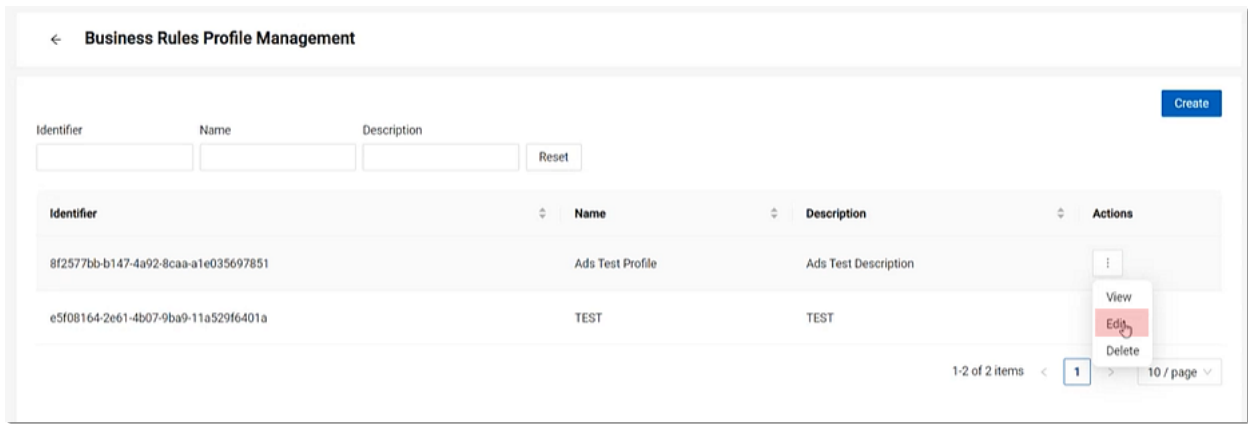 ← Business Rules Profile Management
Create
Identifier Name Description
Reset
Identifier Name Description Actions
8f2577bb-b147-4a92-8caa-a1e035697851 Ads Test Profile Ads Test Description
View
e5f08164-2e61-4b07-9ba9-11a529f6401a TEST TEST
Edit
Delete
1-2 of 2 items < 1 > 10 / page